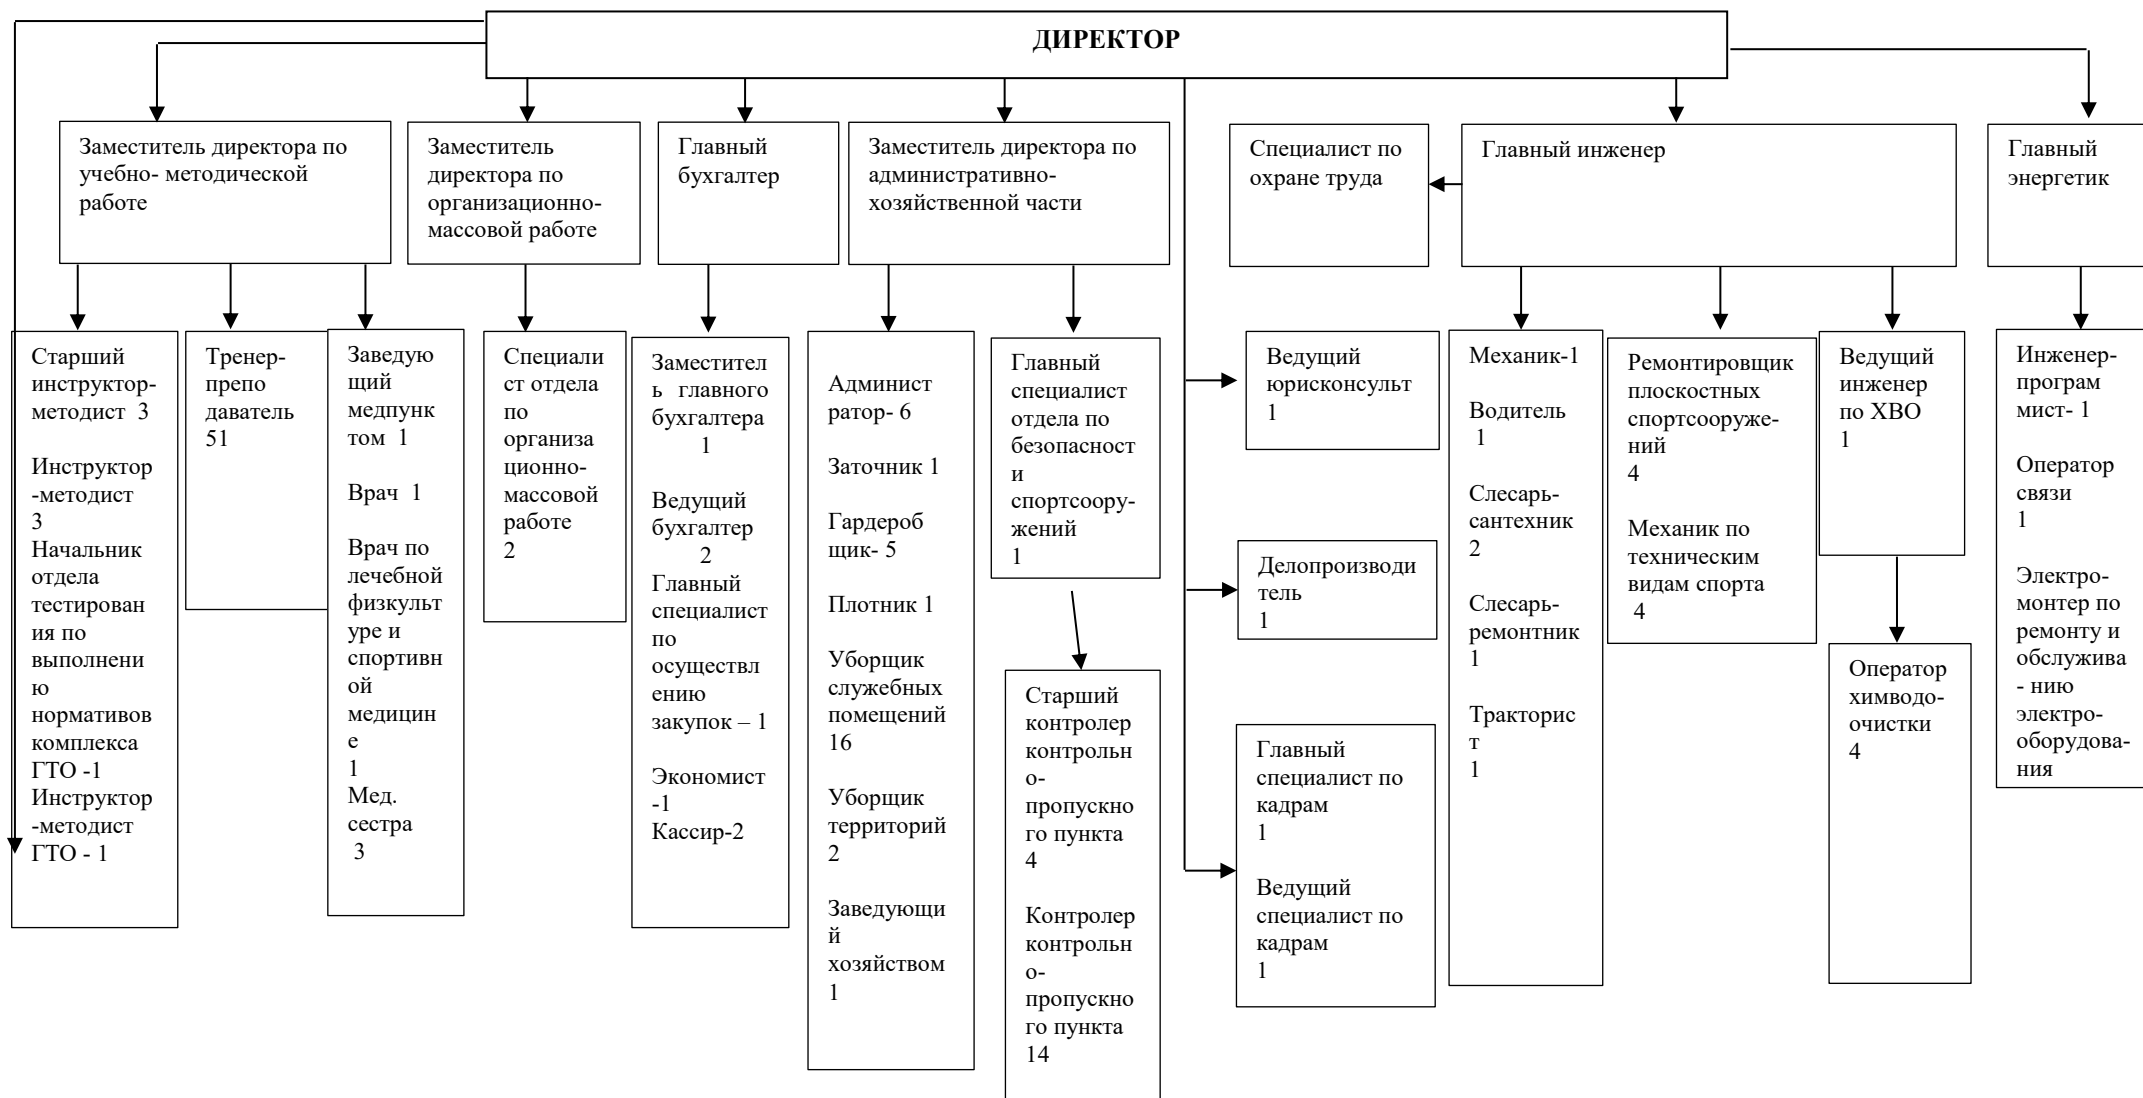 ДИРЕКТОР
Заместитель директора по
учебно- методической
работе
Заместитель
директора по
организационно-
массовой работе
Главный
бухгалтер
Заместитель директора по
административно-
хозяйственной части
Специалист по
охране труда
Главный инженер
Главный
энергетик
Старший
инструктор-
методист  3
Инструктор
-методист
3
Начальник
отдела
тестирован
ия по
выполнени
ю
нормативов
комплекса
ГТО -1
Инструктор
-методист
ГТО - 1
Тренер-
препо
даватель
51
Заведую
щий
медпунк
том  1
Врач  1
Врач по
лечебной
физкульт
уре и
спортивн
ой
медицин
е
1
Мед.
сестра
3
Специали
ст отдела
по
организа
ционно-
массовой
работе
2
Заместител
ь  главного
бухгалтера
1
Ведущий
бухгалтер
2
Главный
специалист
по
осуществл
ению
закупок – 1
Экономист
-1
Кассир-2
Админист
ратор- 6
Заточник 1
Гардероб
щик- 5
Плотник 1
Уборщик
служебных
помещений
16
Уборщик
территорий
2
Заведующи
й
хозяйством
1
Главный
специалист
отдела по
безопасност
и
спортсоору-
жений
1
Старший
контролер
контрольн
о-
пропускно
го пункта
4
Контролер
контрольн
о-
пропускно
го пункта
14
Ведущий
юрисконсульт
1
Делопроизводи
тель
1
Главный
специалист по
кадрам
1
Ведущий
специалист по
кадрам
1
Механик-1
Водитель
1
Слесарь-
сантехник
2
Слесарь-
ремонтник
1
Тракторис
т
1
Ремонтировщик
плоскостных
спортсооруже-
ний
4
Механик по
техническим
видам спорта
4
Ведущий
инженер
по ХВО
1
Оператор
химводо-
очистки
4
Инженер-
програм
мист- 1
Оператор
связи
1
Электро-
монтер по
ремонту и
обслужива
- нию
электро-
оборудова-
ния